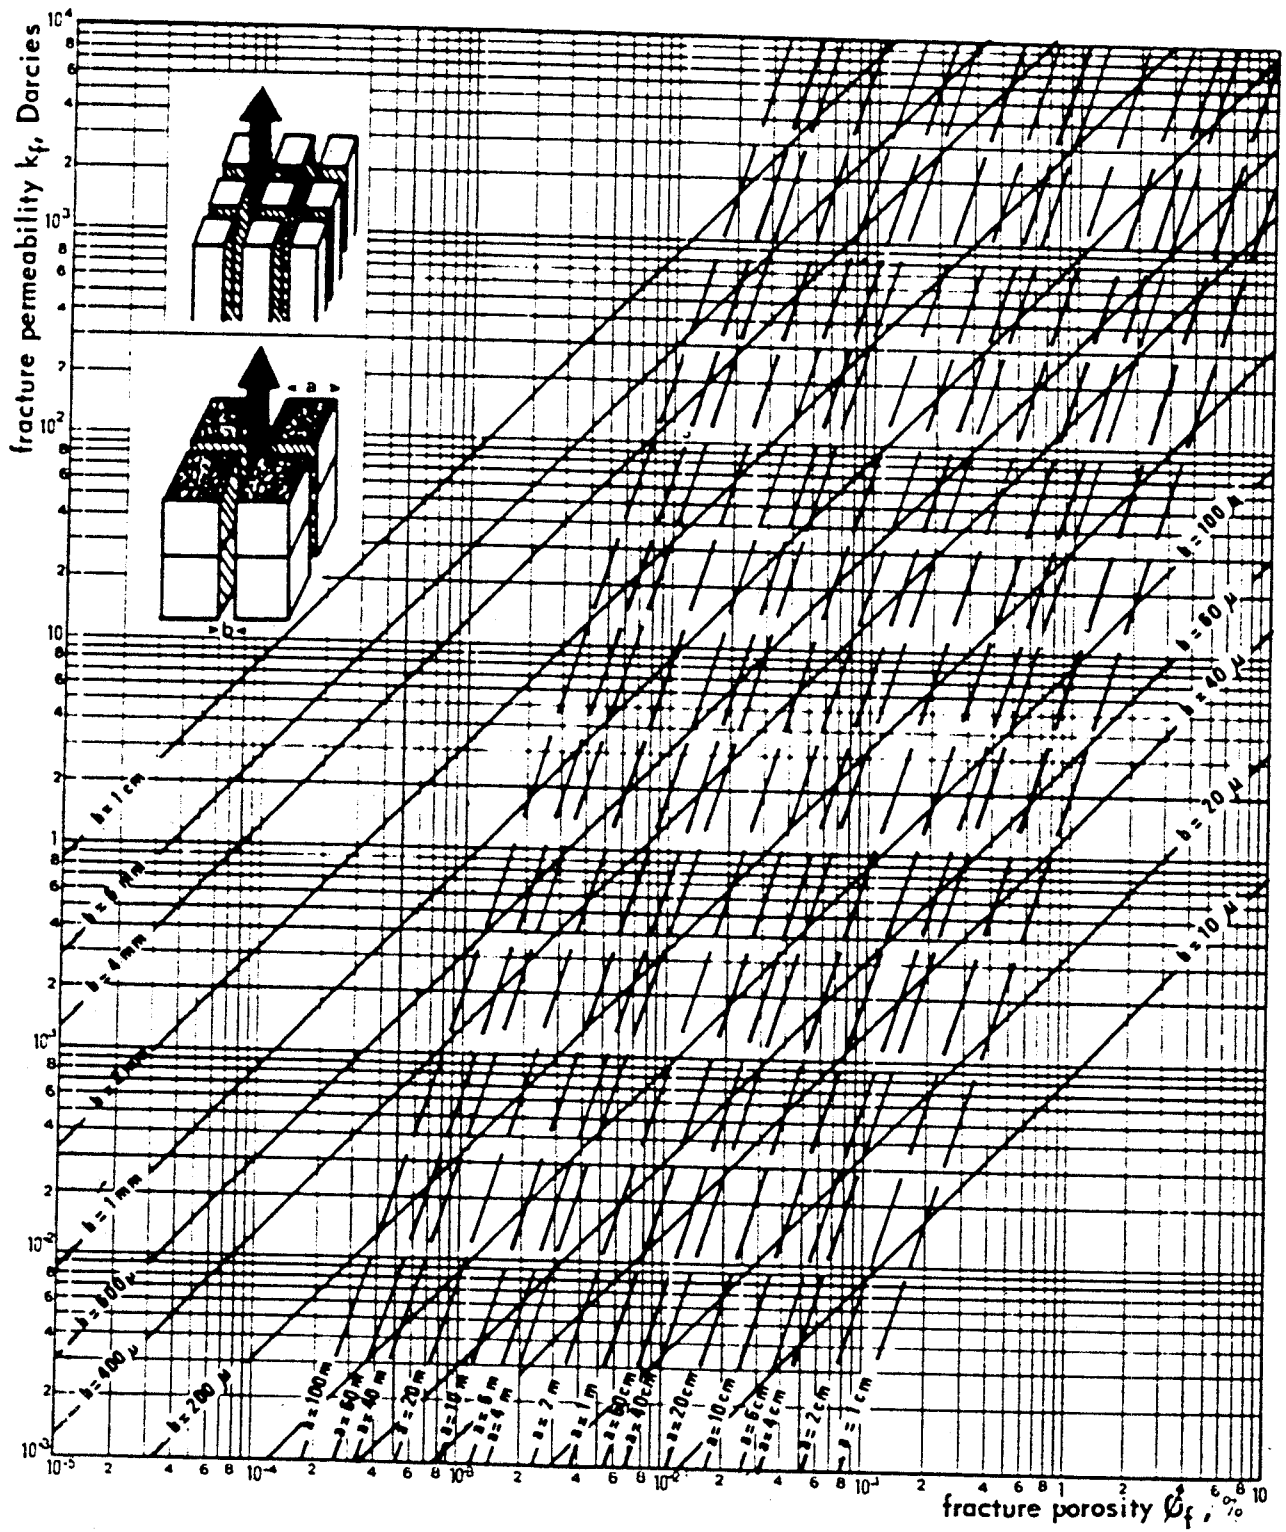 fracture permeability kf, Darcies
10⁴
8
6
4
2
10³
8
6
4
2
10²
8
6
4
2
10
8
6
4
2
1
8
6
4
2
10⁻¹
8
6
4
2
10⁻²
8
6
4
2
10⁻³
a
b
b = 100 μ
b = 60 μ
b = 40 μ
b = 20 μ
b = 10 μ
b = 1 cm
b = 6 mm
b = 4 mm
b = 2 mm
b = 1 mm
b = 600 μ
b = 400 μ
b = 200 μ
a = 100 m
a = 60 m
a = 40 m
a = 20 m
a = 10 m
a = 6 m
a = 4 m
a = 2 m
a = 1 m
a = 60 cm
a = 40 cm
a = 20 cm
a = 10 cm
a = 6 cm
a = 4 cm
a = 2 cm
a = 1 cm
10⁻⁵ 2 4 6 8 10⁻⁴ 2 4 6 8 10⁻³ 2 4 6 8 10⁻² 2 4 6 8 10⁻¹ 2 4 6 8 1 2 4 6 8 10
fracture porosity ϕf, %